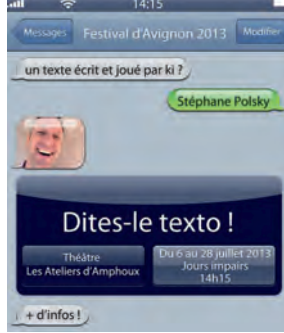 14:15
Messages
Festival d'Avignon 2013
Modifier
un texte écrit et joué par ki ?
Stéphane Polsky
Dites-le texto !
Théâtre
Les Ateliers d'Amphoux
Du 6 au 28 juillet 2013
Jours impairs
14h15
+ d'infos !